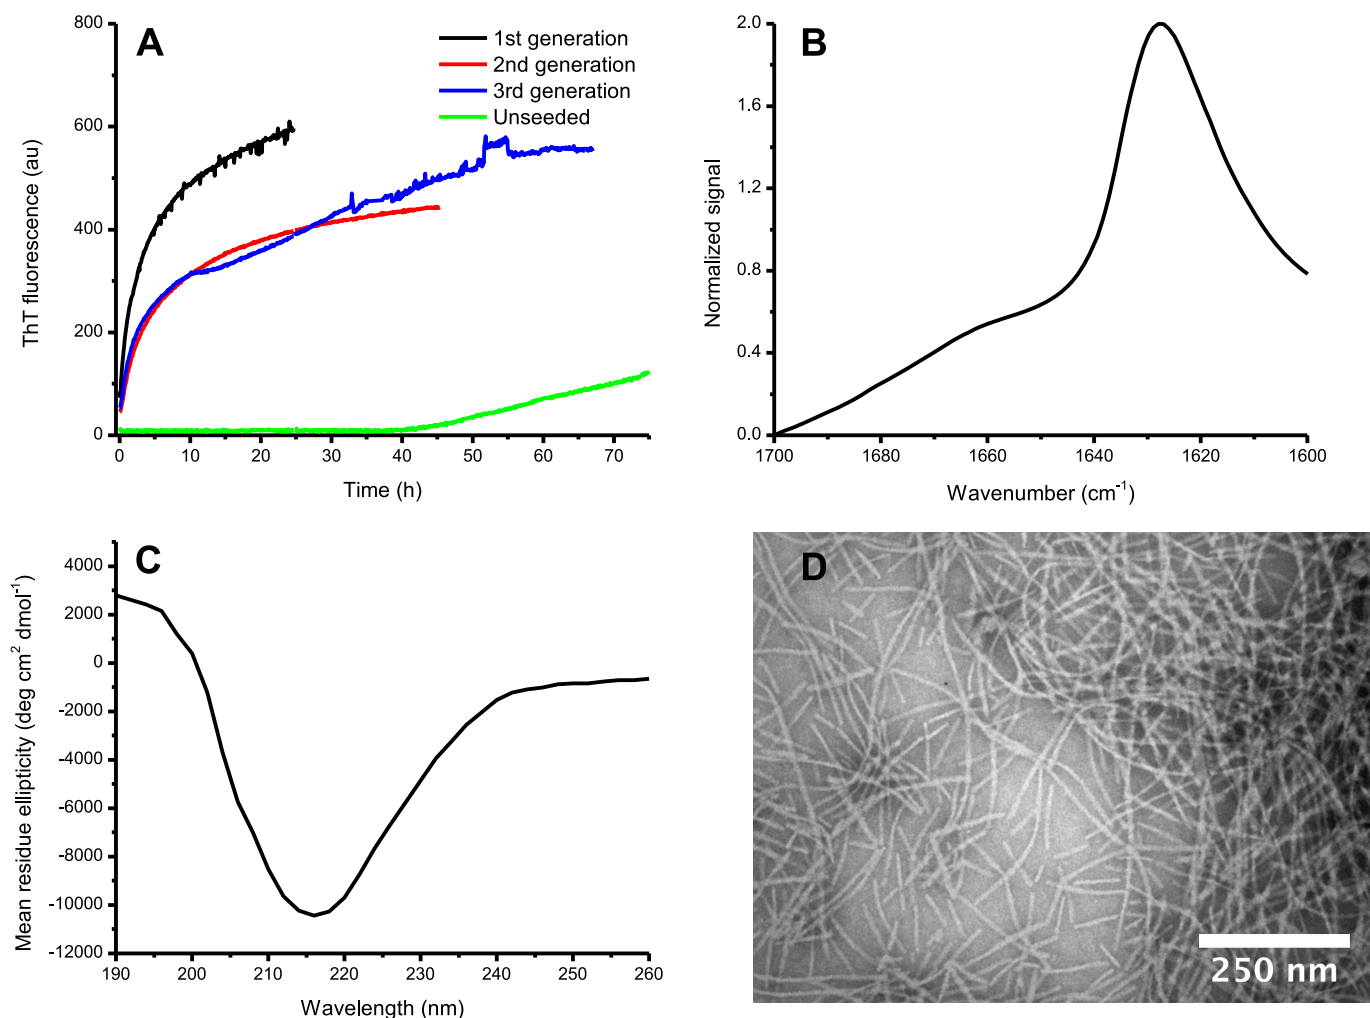 A
1st generation
2nd generation
3rd generation
Unseeded
800
600
400
200
0
ThT fluorescence (au)
0 10 20 30 40 50 60 70
Time (h)
B
2.0
1.6
1.2
0.8
0.4
0.0
Normalized signal
1700 1680 1660 1640 1620 1600
Wavenumber (cm⁻¹)
C
4000
2000
0
-2000
-4000
-6000
-8000
-10000
-12000
Mean residue ellipticity (deg cm² dmol⁻¹)
190 200 210 220 230 240 250 260
Wavelength (nm)
D
250 nm